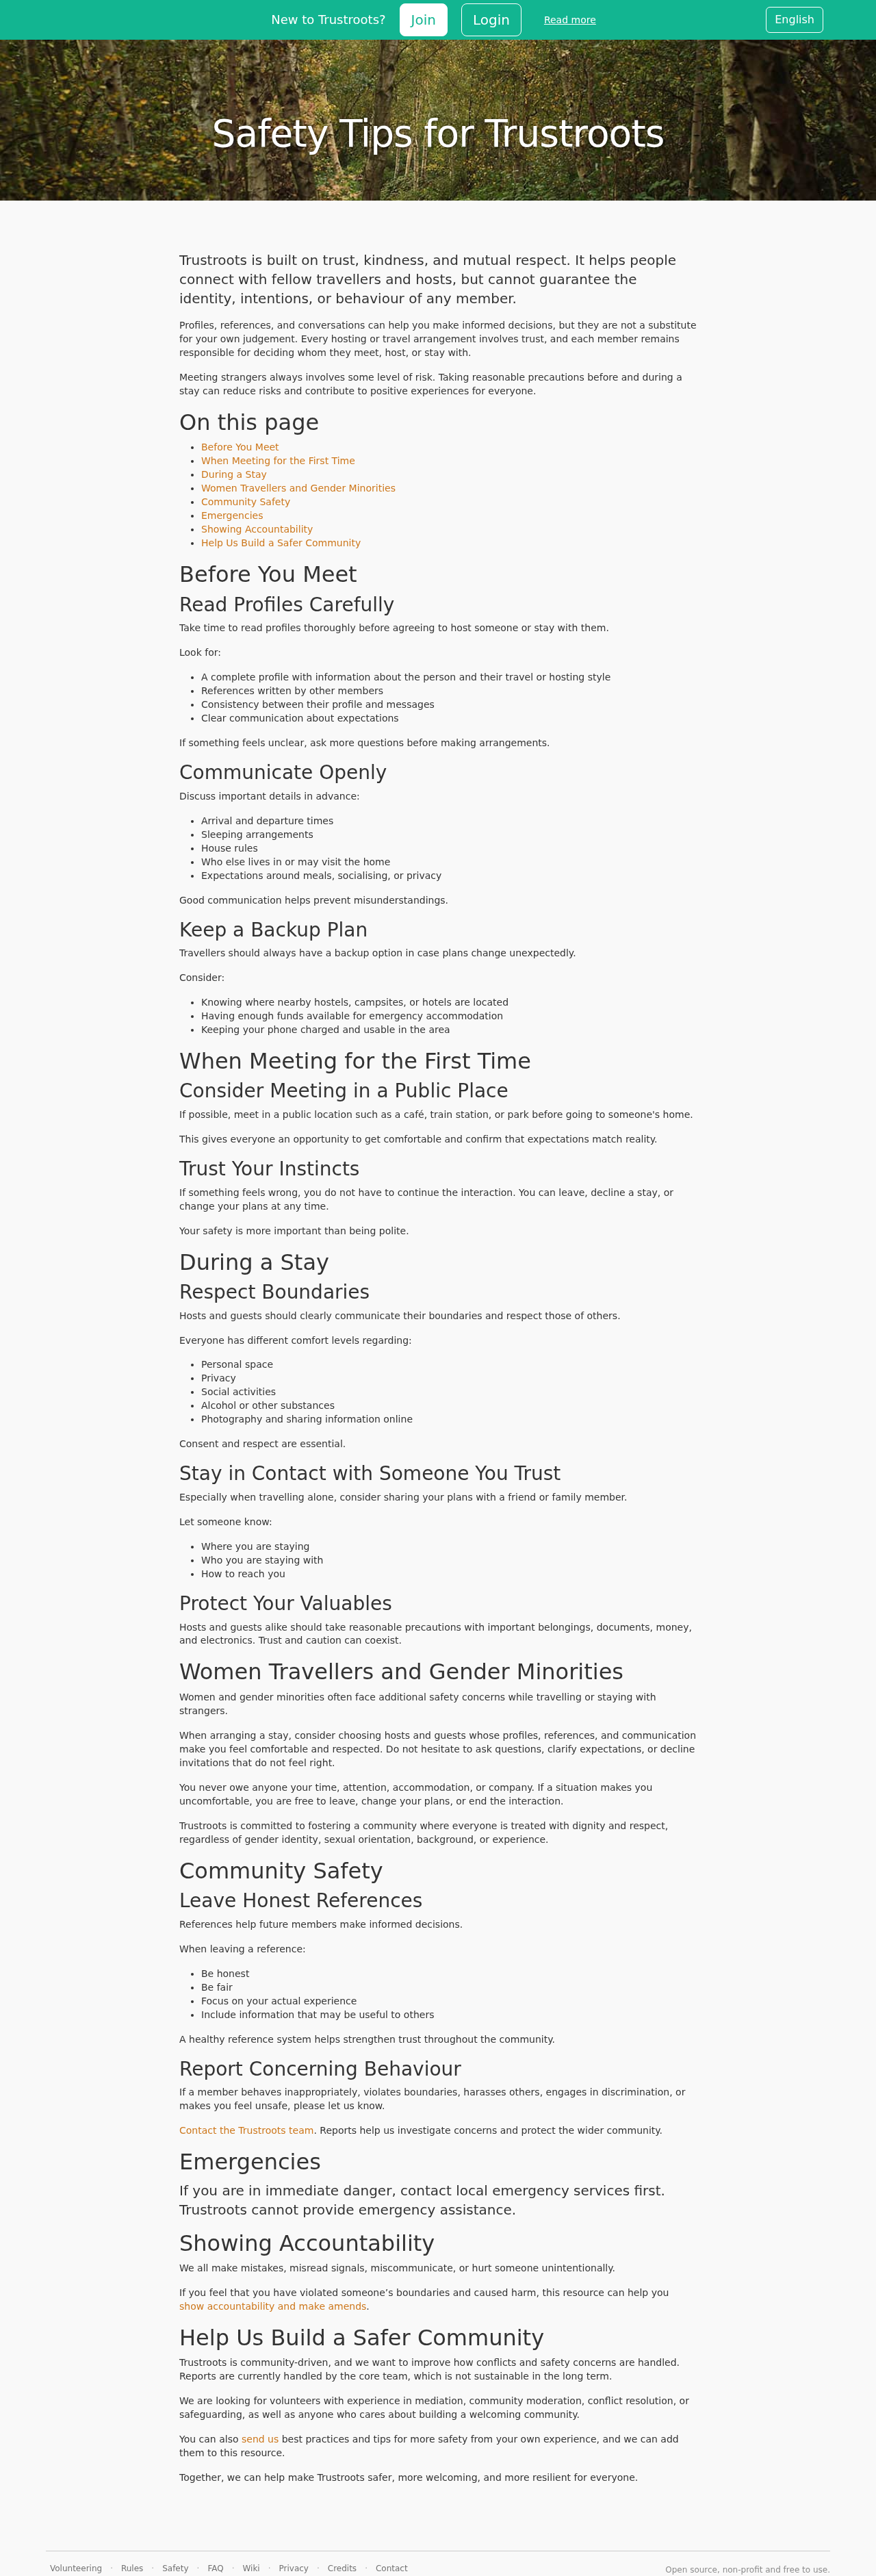 New to Trustroots? Join Login Read more English
Safety Tips for Trustroots
Trustroots is built on trust, kindness, and mutual respect. It helps people
connect with fellow travellers and hosts, but cannot guarantee the
identity, intentions, or behaviour of any member.
Profiles, references, and conversations can help you make informed decisions, but they are not a substitute
for your own judgement. Every hosting or travel arrangement involves trust, and each member remains
responsible for deciding whom they meet, host, or stay with.
Meeting strangers always involves some level of risk. Taking reasonable precautions before and during a
stay can reduce risks and contribute to positive experiences for everyone.
On this page
• Before You Meet
• When Meeting for the First Time
• During a Stay
• Women Travellers and Gender Minorities
• Community Safety
• Emergencies
• Showing Accountability
• Help Us Build a Safer Community
Before You Meet
Read Profiles Carefully
Take time to read profiles thoroughly before agreeing to host someone or stay with them.
Look for:
• A complete profile with information about the person and their travel or hosting style
• References written by other members
• Consistency between their profile and messages
• Clear communication about expectations
If something feels unclear, ask more questions before making arrangements.
Communicate Openly
Discuss important details in advance:
• Arrival and departure times
• Sleeping arrangements
• House rules
• Who else lives in or may visit the home
• Expectations around meals, socialising, or privacy
Good communication helps prevent misunderstandings.
Keep a Backup Plan
Travellers should always have a backup option in case plans change unexpectedly.
Consider:
• Knowing where nearby hostels, campsites, or hotels are located
• Having enough funds available for emergency accommodation
• Keeping your phone charged and usable in the area
When Meeting for the First Time
Consider Meeting in a Public Place
If possible, meet in a public location such as a café, train station, or park before going to someone's home.
This gives everyone an opportunity to get comfortable and confirm that expectations match reality.
Trust Your Instincts
If something feels wrong, you do not have to continue the interaction. You can leave, decline a stay, or
change your plans at any time.
Your safety is more important than being polite.
During a Stay
Respect Boundaries
Hosts and guests should clearly communicate their boundaries and respect those of others.
Everyone has different comfort levels regarding:
• Personal space
• Privacy
• Social activities
• Alcohol or other substances
• Photography and sharing information online
Consent and respect are essential.
Stay in Contact with Someone You Trust
Especially when travelling alone, consider sharing your plans with a friend or family member.
Let someone know:
• Where you are staying
• Who you are staying with
• How to reach you
Protect Your Valuables
Hosts and guests alike should take reasonable precautions with important belongings, documents, money,
and electronics. Trust and caution can coexist.
Women Travellers and Gender Minorities
Women and gender minorities often face additional safety concerns while travelling or staying with
strangers.
When arranging a stay, consider choosing hosts and guests whose profiles, references, and communication
make you feel comfortable and respected. Do not hesitate to ask questions, clarify expectations, or decline
invitations that do not feel right.
You never owe anyone your time, attention, accommodation, or company. If a situation makes you
uncomfortable, you are free to leave, change your plans, or end the interaction.
Trustroots is committed to fostering a community where everyone is treated with dignity and respect,
regardless of gender identity, sexual orientation, background, or experience.
Community Safety
Leave Honest References
References help future members make informed decisions.
When leaving a reference:
• Be honest
• Be fair
• Focus on your actual experience
• Include information that may be useful to others
A healthy reference system helps strengthen trust throughout the community.
Report Concerning Behaviour
If a member behaves inappropriately, violates boundaries, harasses others, engages in discrimination, or
makes you feel unsafe, please let us know.
Contact the Trustroots team. Reports help us investigate concerns and protect the wider community.
Emergencies
If you are in immediate danger, contact local emergency services first.
Trustroots cannot provide emergency assistance.
Showing Accountability
We all make mistakes, misread signals, miscommunicate, or hurt someone unintentionally.
If you feel that you have violated someone’s boundaries and caused harm, this resource can help you
show accountability and make amends.
Help Us Build a Safer Community
Trustroots is community-driven, and we want to improve how conflicts and safety concerns are handled.
Reports are currently handled by the core team, which is not sustainable in the long term.
We are looking for volunteers with experience in mediation, community moderation, conflict resolution, or
safeguarding, as well as anyone who cares about building a welcoming community.
You can also send us best practices and tips for more safety from your own experience, and we can add
them to this resource.
Together, we can help make Trustroots safer, more welcoming, and more resilient for everyone.
Volunteering · Rules · Safety · FAQ · Wiki · Privacy · Credits · Contact Open source, non-profit and free to use.